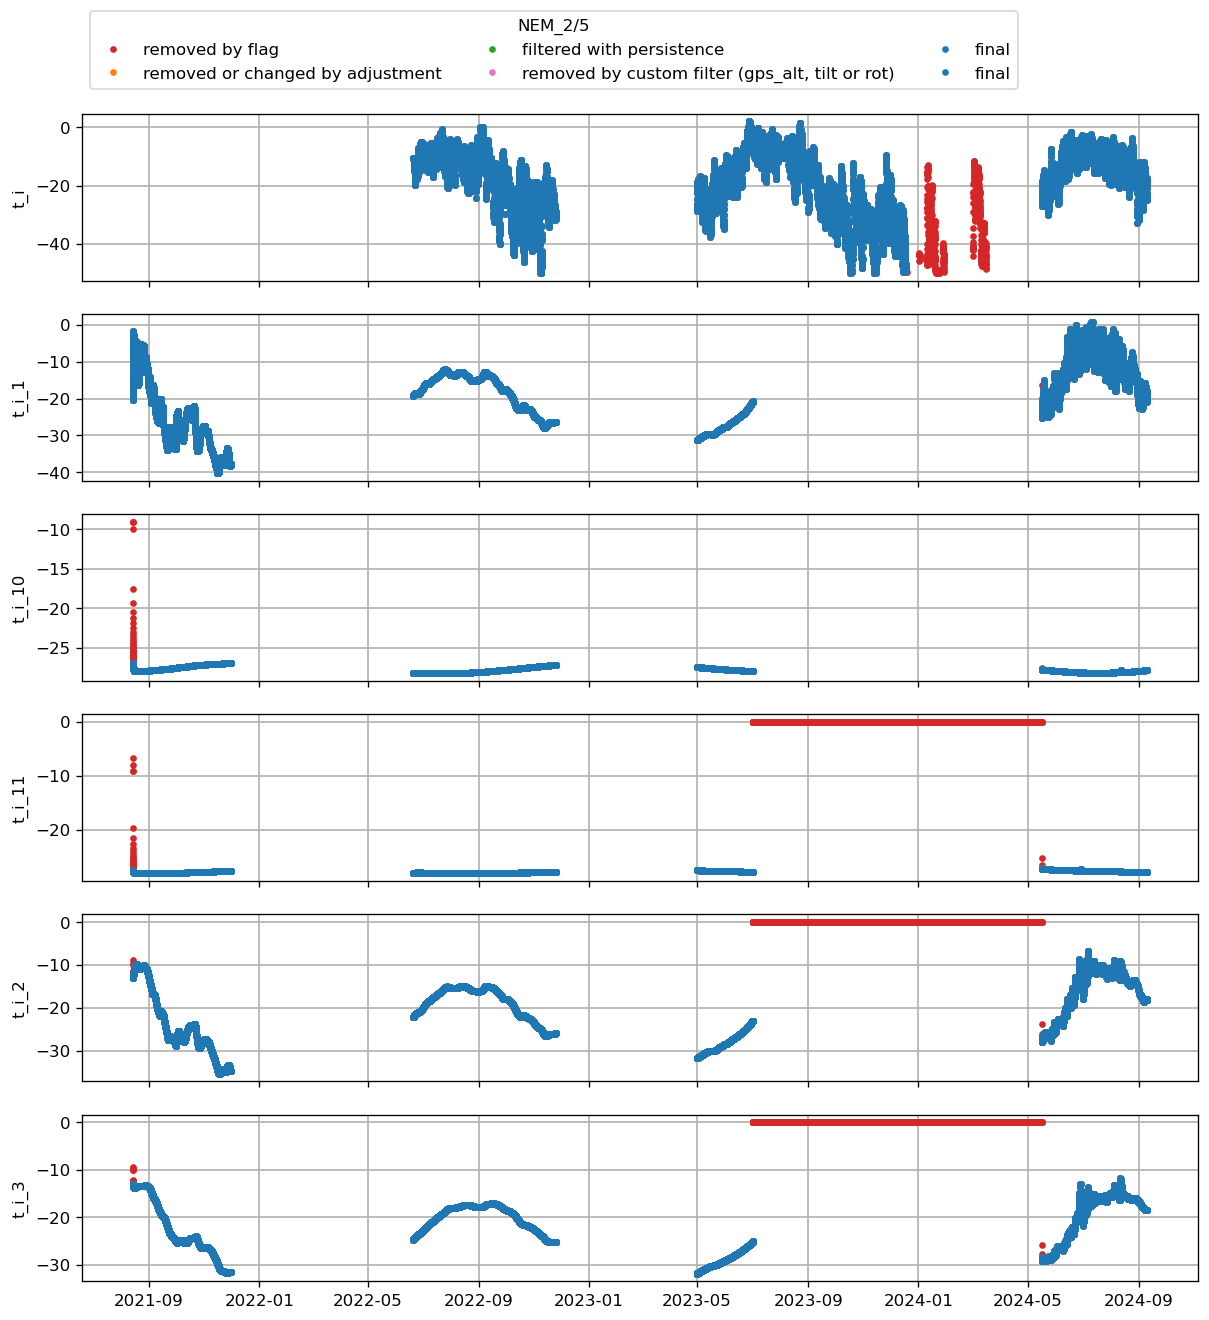 NEM_2/5
removed by flag
filtered with persistence
final
removed or changed by adjustment
removed by custom filter (gps_alt, tilt or rot)
final
0
−20
−40
t_i
0
−10
−20
−30
−40
t_i_1
−10
−15
−20
−25
t_i_10
0
−10
−20
t_i_11
0
−10
−20
−30
t_i_2
0
−10
−20
−30
t_i_3
2021-09 2022-01 2022-05 2022-09 2023-01 2023-05 2023-09 2024-01 2024-05 2024-09